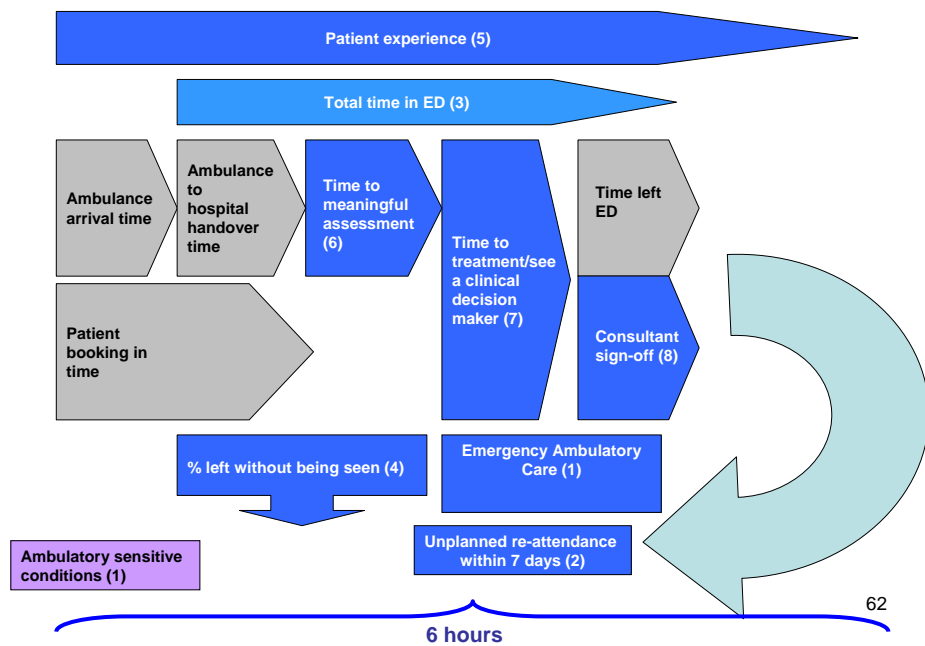 Patient experience (5)
Total time in ED (3)
Ambulance
arrival time
Ambulance
to
hospital
handover
time
Time to
meaningful
assessment
(6)
Time to
treatment/see
a clinical
decision
maker (7)
Time left
ED
Patient
booking in
time
Consultant
sign-off (8)
% left without being seen (4)
Emergency Ambulatory
Care (1)
Unplanned re-attendance
within 7 days (2)
Ambulatory sensitive
conditions (1)
62
6 hours